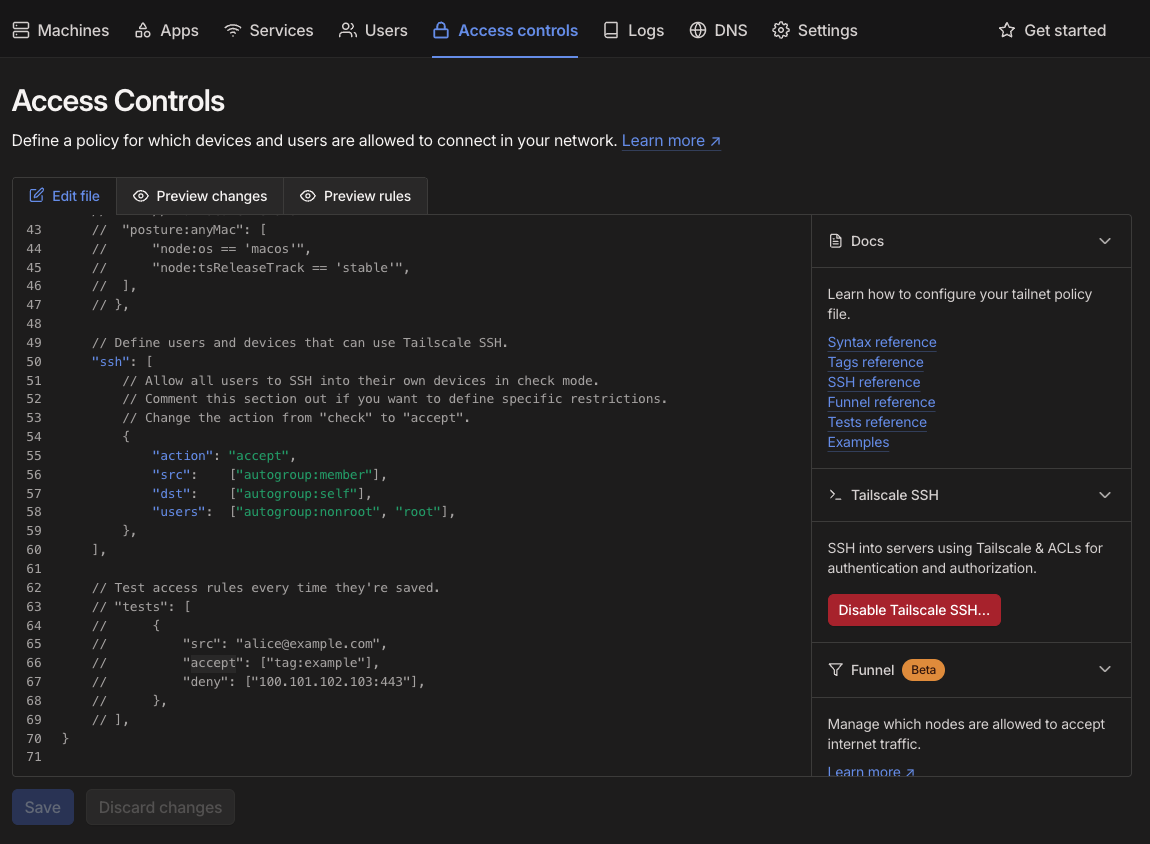 Machines Apps Services Users Access controls Logs DNS Settings Get started
Access Controls
Define a policy for which devices and users are allowed to connect in your network. Learn more ↗
Edit file Preview changes Preview rules
43 // "posture:anyMac": [
44 // "node:os == 'macos'",
45 // "node:tsReleaseTrack == 'stable'",
46 // ],
47 // },
48
49 // Define users and devices that can use Tailscale SSH.
50 "ssh": [
51 // Allow all users to SSH into their own devices in check mode.
52 // Comment this section out if you want to define specific restrictions.
53 // Change the action from "check" to "accept".
54 {
55 "action": "accept",
56 "src": ["autogroup:member"],
57 "dst": ["autogroup:self"],
58 "users": ["autogroup:nonroot", "root"],
59 },
60 ],
61
62 // Test access rules every time they're saved.
63 // "tests": [
64 // {
65 // "src": "alice@example.com",
66 // "accept": ["tag:example"],
67 // "deny": ["100.101.102.103:443"],
68 // },
69 // ],
70 }
71
Docs
Learn how to configure your tailnet policy
file.
Syntax reference
Tags reference
SSH reference
Funnel reference
Tests reference
Examples
Tailscale SSH
SSH into servers using Tailscale & ACLs for
authentication and authorization.
Disable Tailscale SSH...
Funnel Beta
Manage which nodes are allowed to accept
internet traffic.
Learn more ↗
Save Discard changes